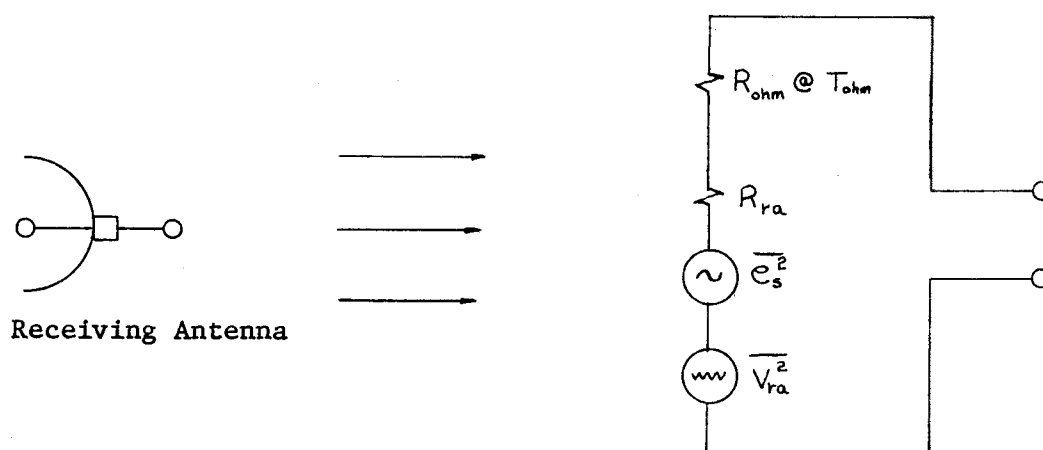 R_ohm @ T_ohm
R_ra
e_s^2
Receiving Antenna
V_ra^2